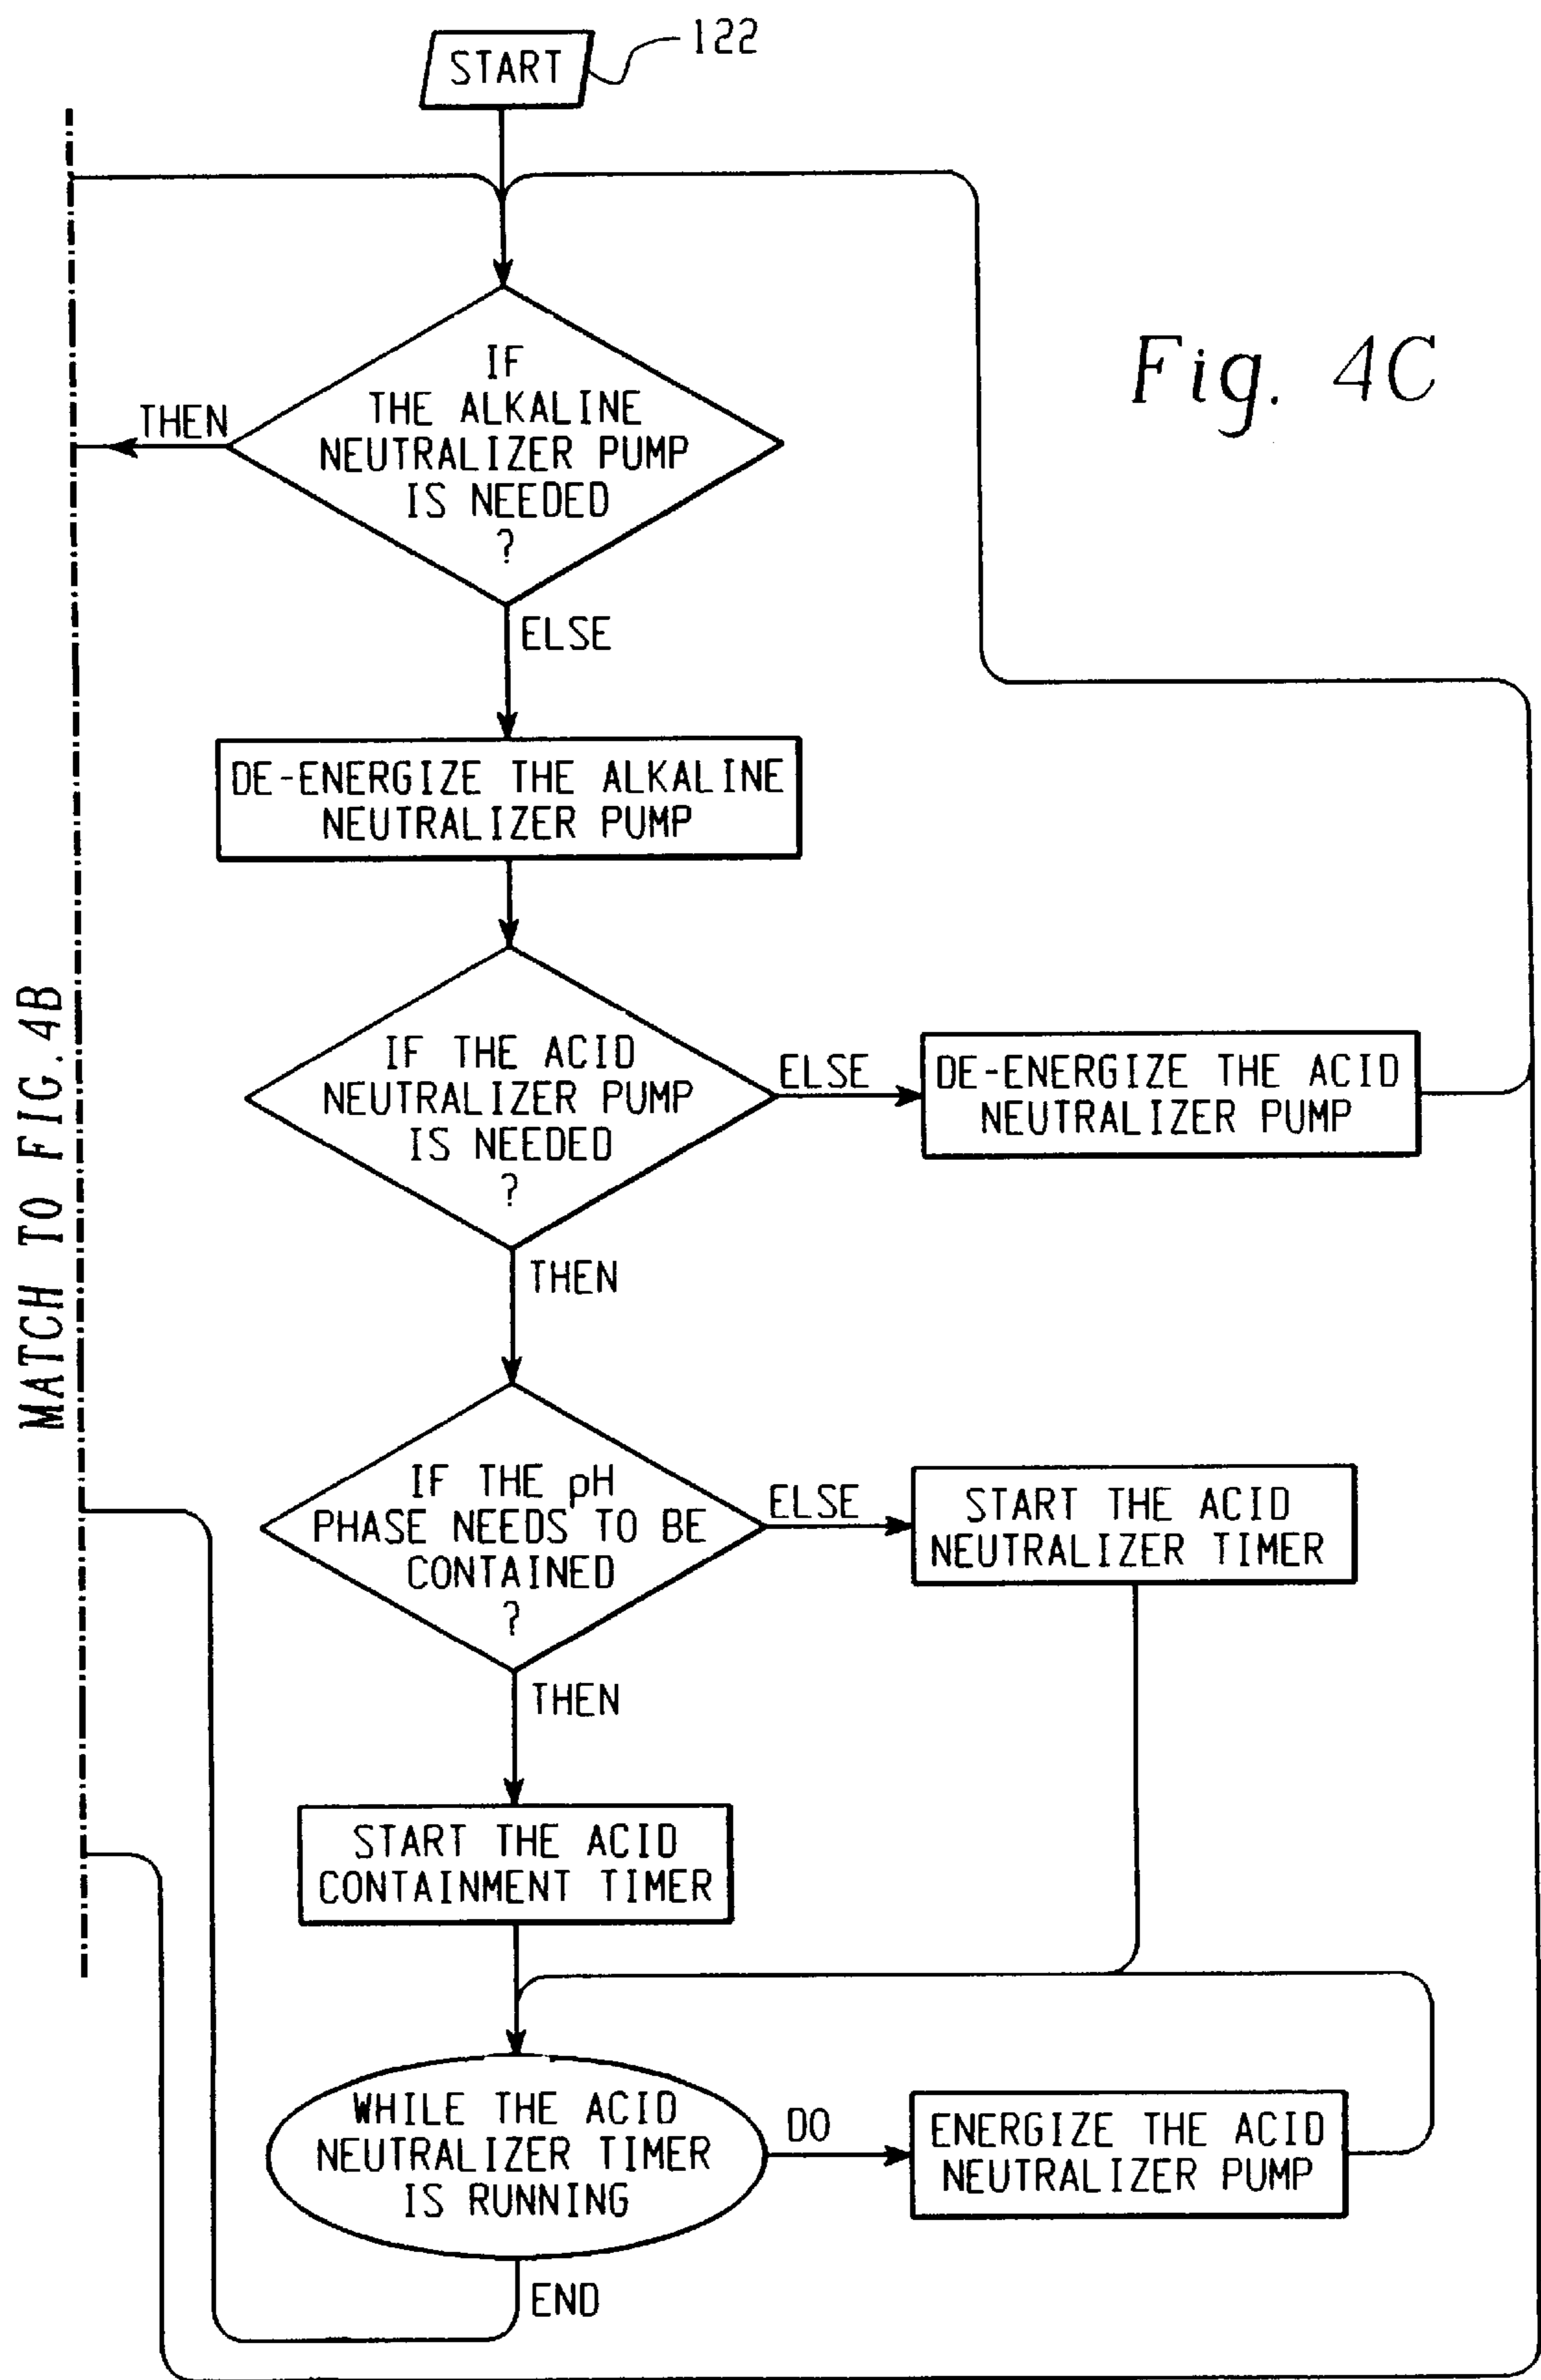 START
122
Fig. 4C
IF
THE ALKALINE
NEUTRALIZER PUMP
IS NEEDED
?
THEN
ELSE
DE-ENERGIZE THE ALKALINE
NEUTRALIZER PUMP
MATCH TO FIG.4B
IF THE ACID
NEUTRALIZER PUMP
IS NEEDED
?
ELSE
DE-ENERGIZE THE ACID
NEUTRALIZER PUMP
THEN
IF THE pH
PHASE NEEDS TO BE
CONTAINED
?
ELSE
START THE ACID
NEUTRALIZER TIMER
THEN
START THE ACID
CONTAINMENT TIMER
WHILE THE ACID
NEUTRALIZER TIMER
IS RUNNING
DO
ENERGIZE THE ACID
NEUTRALIZER PUMP
END